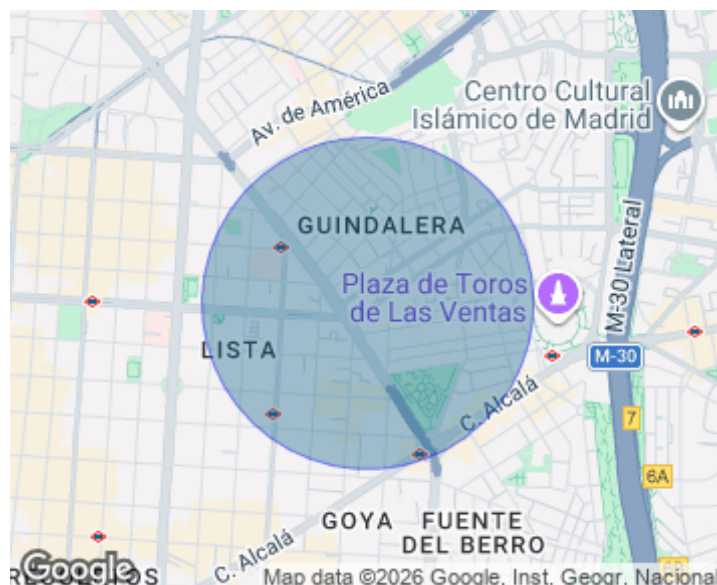 Av. de América
Centro Cultural
Islámico de Madrid
GUINDALERA
Plaza de Toros
de Las Ventas
M-30 Lateral
LISTA
M-30
C. Alcalá
7
6A
GOYA
FUENTE
DEL BERRO
C. Alcalá
Google
Map data ©2026 Google, Inst. Geogr. Nacional